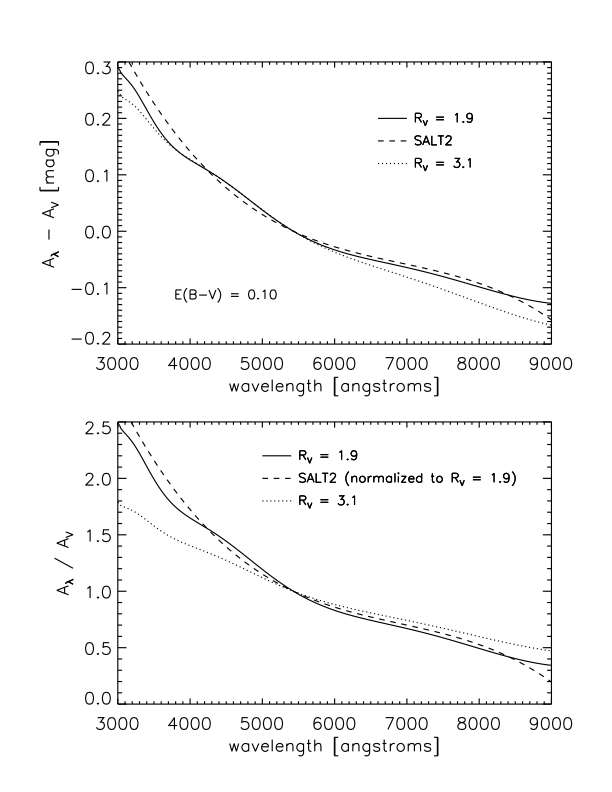 0.3
0.2
0.1
0.0
−0.1
−0.2
A_λ − A_v [mag]
R_v = 1.9
SALT2
R_v = 3.1
E(B−V) = 0.10
3000 4000 5000 6000 7000 8000 9000
wavelength [angstroms]
2.5
2.0
1.5
1.0
0.5
0.0
A_λ / A_v
R_v = 1.9
SALT2 (normalized to R_v = 1.9)
R_v = 3.1
3000 4000 5000 6000 7000 8000 9000
wavelength [angstroms]